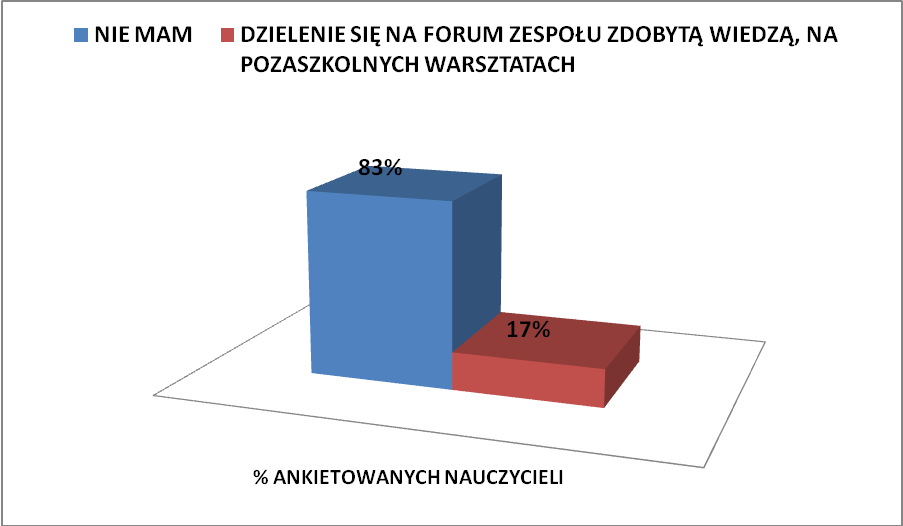 NIE MAM DZIELENIE SIĘ NA FORUM ZESPOŁU ZDOBYTĄ WIEDZĄ, NA
POZASZKOLNYCH WARSZTATACH
83%
17%
% ANKIETOWANYCH NAUCZYCIELI